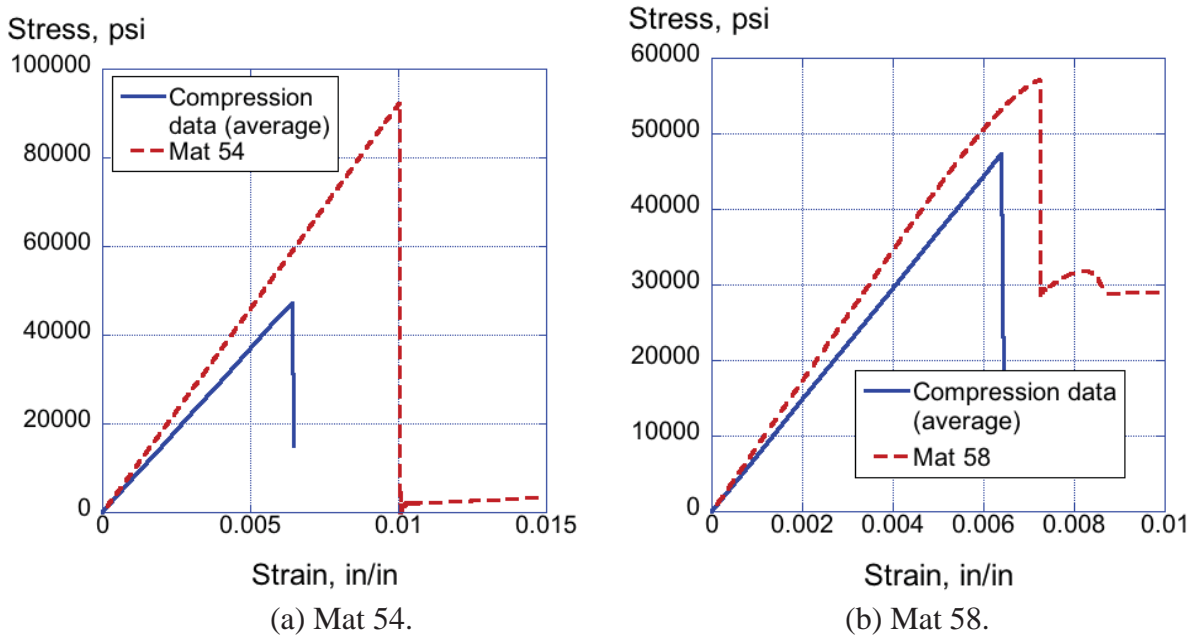 Stress, psi
100000
80000
60000
40000
20000
0
0
0.005
0.01
0.015
Compression
data (average)
Mat 54
Strain, in/in
(a) Mat 54.
Stress, psi
60000
50000
40000
30000
20000
10000
0
0
0.002
0.004
0.006
0.008
0.01
Compression data
(average)
Mat 58
Strain, in/in
(b) Mat 58.